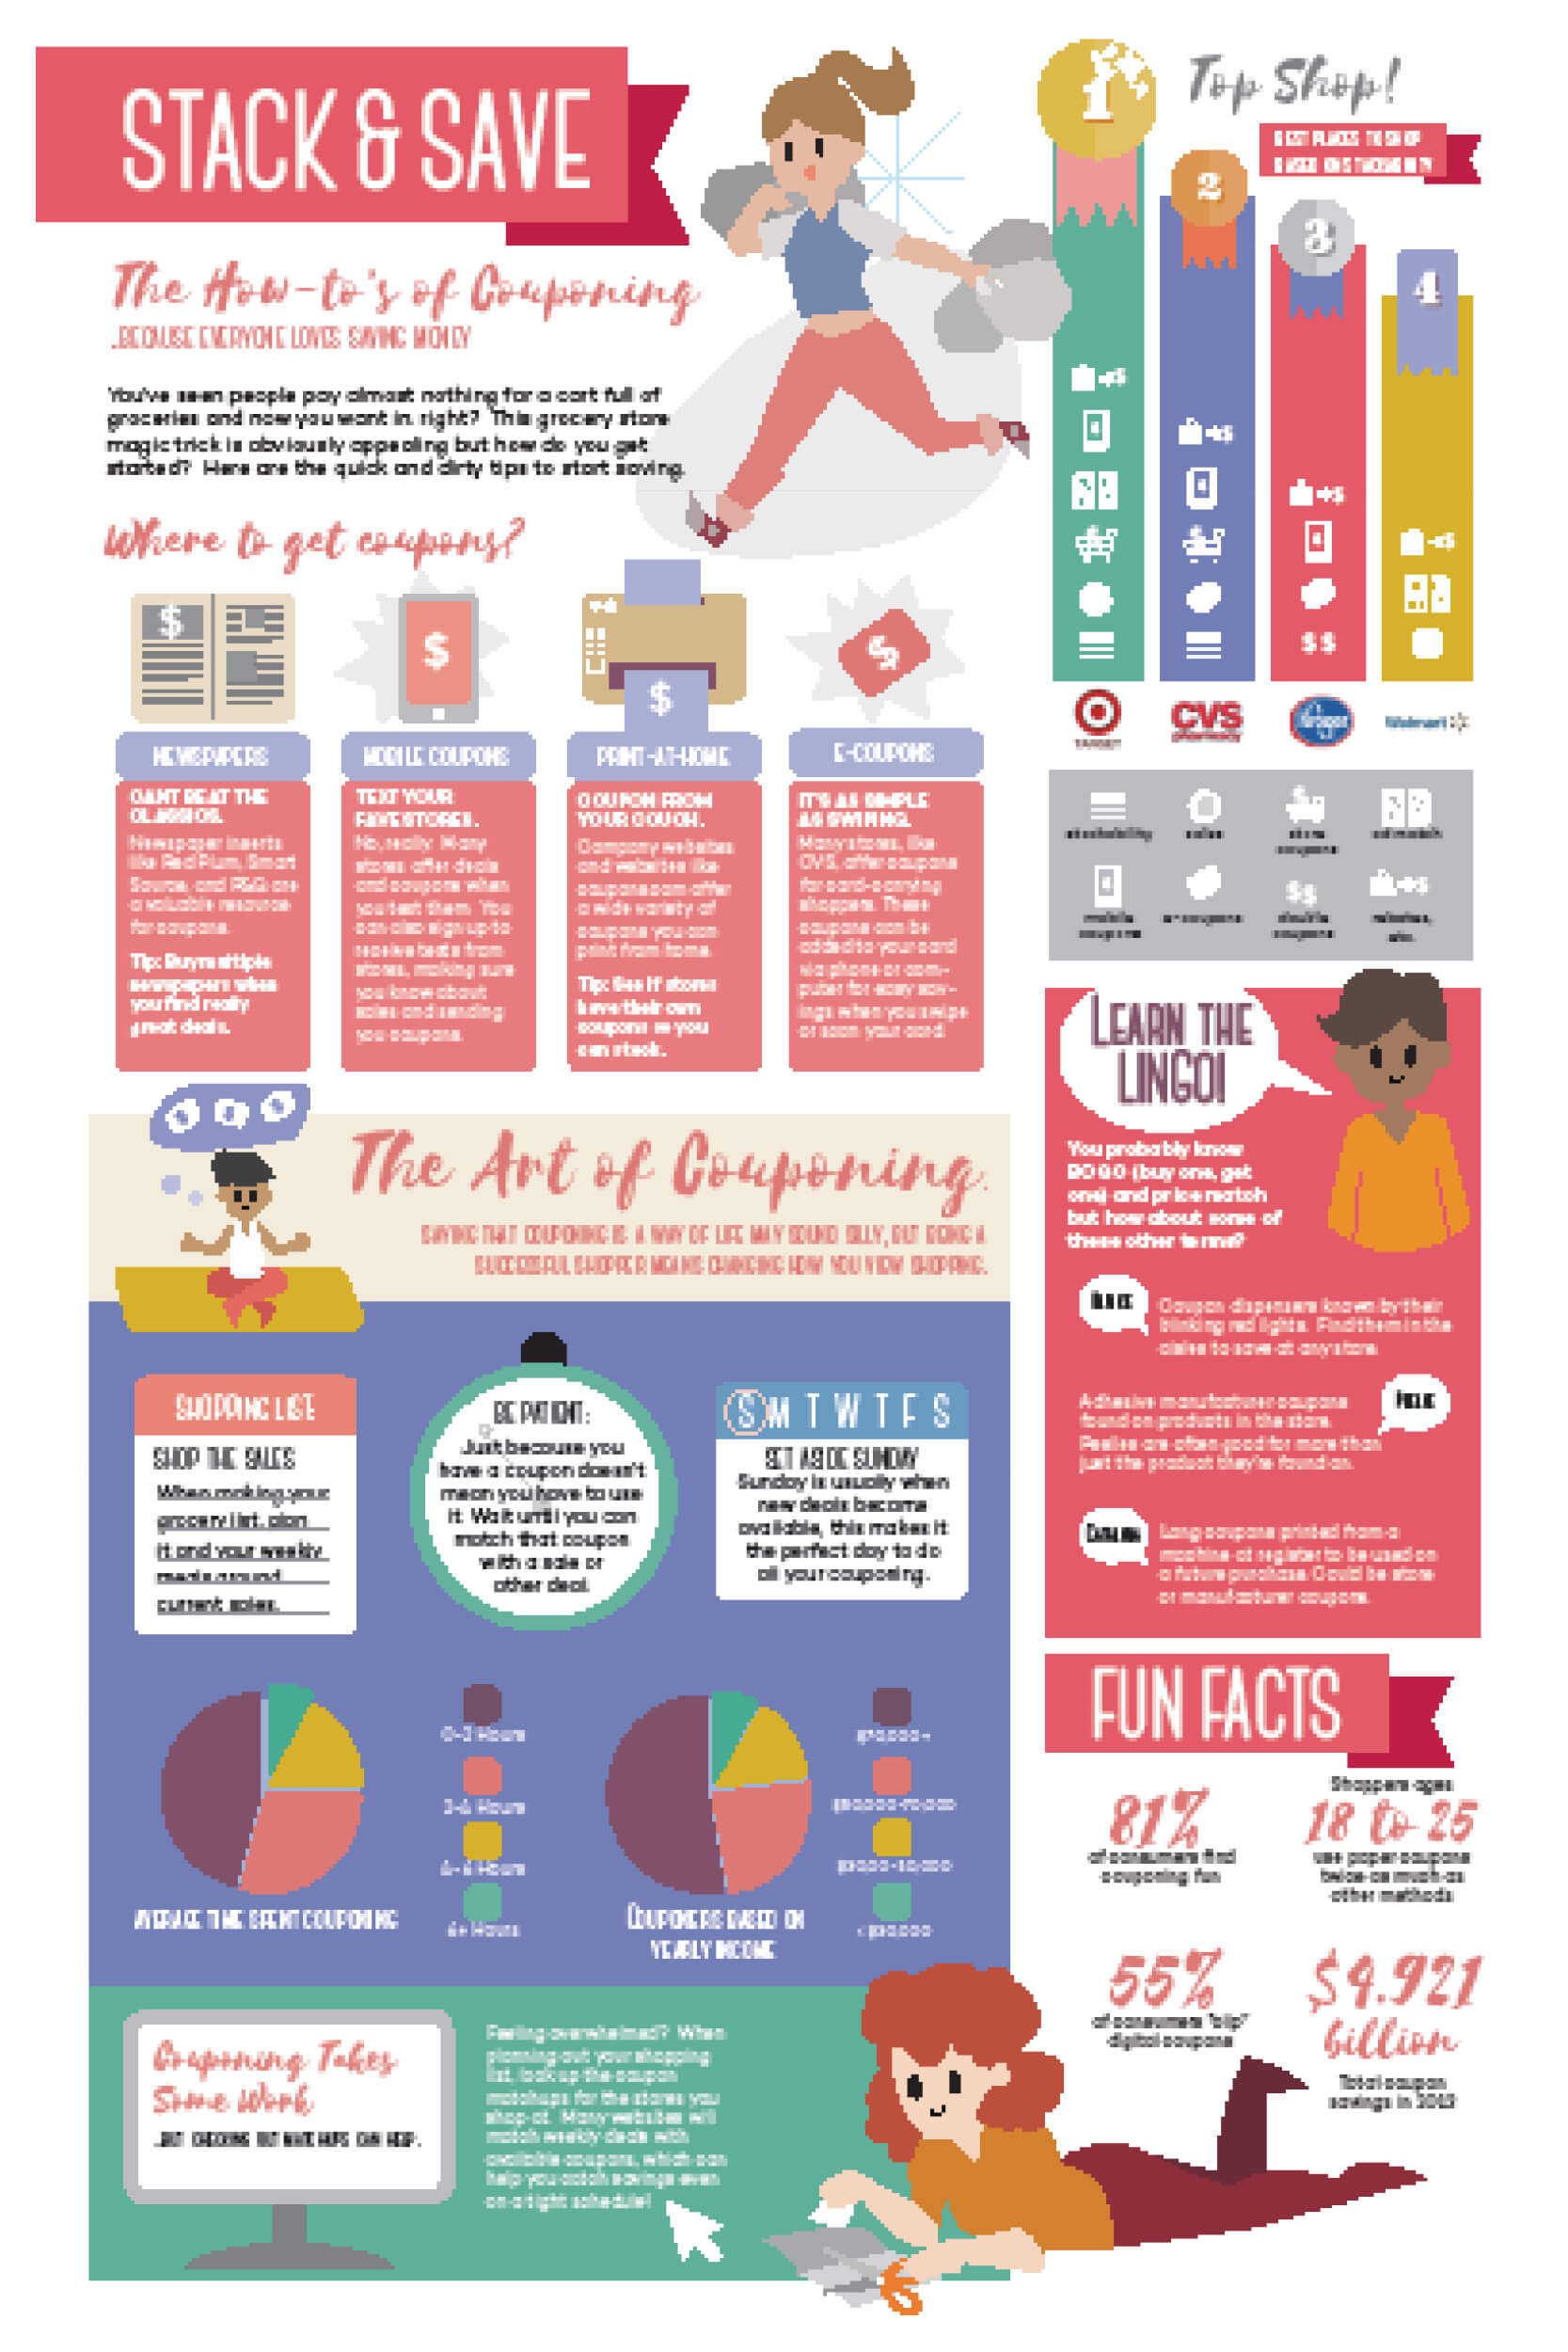 STACK & SAVE
The How-to's of Couponing
...BECAUSE EVERYONE LOVES SAVING MONEY
You've seen people pay almost nothing for a cart full of
groceries and now you want in, right? This grocery store
magic trick is obviously appealing but how do you get
started? Here are the quick and dirty tips to start saving.
Where to get coupons?
$
$
$
$
NEWSPAPERS
CAN'T BEAT THE
CLASSICS.
Newspaper inserts
like Red Plum, Smart
Source, and P&G are
a valuable resource
for coupons.
Tip: Buy multiple
newspapers when
you find really
great deals.
MOBILE COUPONS
TEXT YOUR
FAVE STORES.
No, really. Many
stores offer deals
and coupons when
you text them. You
can also sign up to
receive texts from
stores, making sure
you know about
sales and sending
you coupons.
PRINT-AT-HOME
COUPON FROM
YOUR COUCH.
Company websites
and websites like
coupons.com offer
a wide variety of
coupons you can
print from home.
Tip: See if stores
have their own
coupons so you
can stack.
E-COUPONS
IT'S AS SIMPLE
AS SWIPING.
Many stores, like
CVS, offer coupons
for card-carrying
shoppers. These
coupons can be
added to your card
via phone or com-
puter for easy sav-
ings when you swipe
or scan your card.
Top Shop!
BEST PLACES TO SHOP
BASED ON STACKABILITY
1
2
3
4
$$
TARGET
CVS
pharmacy
Kroger
Walmart
stackability
sales
store
coupons
ad match
mobile
coupons
e-coupons
double
coupons
rebates,
etc.
LEARN THE
LINGO!
You probably know
BOGO (buy one, get
one) and price match
but how about some of
these other terms?
BLINKIE
Coupon dispensers known by their
blinking red lights. Find them in the
aisles to save at any store.
PEELIE
Adhesive manufacturer coupons
found on products in the store.
Peelies are often good for more than
just the product they're found on.
CATALINA
Long coupons printed from a
machine at register to be used on
a future purchase. Could be store
or manufacturer coupons.
The Art of Couponing.
SAYING THAT COUPONING IS A WAY OF LIFE MAY SOUND SILLY, BUT BEING A
SUCCESSFUL SHOPPER MEANS CHANGING HOW YOU VIEW SHOPPING.
SHOPPING LIST
SHOP THE SALES
When making your
grocery list, plan
it and your weekly
meals around
current sales.
BE PATIENT:
Just because you
have a coupon doesn't
mean you have to use
it. Wait until you can
match that coupon
with a sale or
other deal.
S M T W T F S
SET ASIDE SUNDAY
Sunday is usually when
new deals become
available, this makes it
the perfect day to do
all your couponing.
0-2 Hours
2-4 Hours
4-6 Hours
6+ Hours
AVERAGE TIME SPENT COUPONING
COUPONERS BASED ON
YEARLY INCOME
FUN FACTS
81%
of consumers find
couponing fun
Shoppers ages
18 to 25
use paper coupons
twice as much as
other methods
55%
of consumers "clip"
digital coupons
$4.921
billion
Total coupon
savings in
Couponing Takes
Some Work
...BUT CHECKING OUT MATCHUPS CAN HELP.
Feeling overwhelmed? When
planning out your shopping
list, look up the coupon
matchups for the stores you
shop at. Many websites will
match weekly deals with
available coupons, which can
help you catch savings even
on a tight schedule!